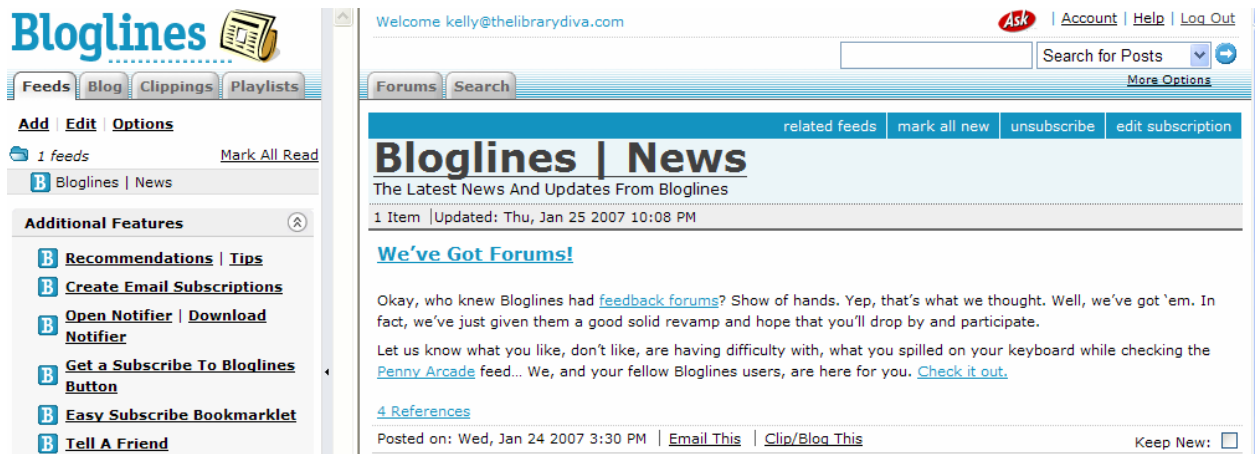 Bloglines
Feeds Blog Clippings Playlists
Add | Edit | Options
1 feeds Mark All Read
B Bloglines | News
Additional Features
B Recommendations | Tips
B Create Email Subscriptions
B Open Notifier | Download
Notifier
B Get a Subscribe To Bloglines
Button
B Easy Subscribe Bookmarklet
B Tell A Friend
Welcome kelly@thelibrarydiva.com
Ask | Account | Help | Log Out
Search for Posts
More Options
Forums Search
related feeds mark all new unsubscribe edit subscription
Bloglines | News
The Latest News And Updates From Bloglines
1 Item |Updated: Thu, Jan 25 2007 10:08 PM
We’ve Got Forums!
Okay, who knew Bloglines had feedback forums? Show of hands. Yep, that’s what we thought. Well, we’ve got ‘em. In
fact, we’ve just given them a good solid revamp and hope that you’ll drop by and participate.
Let us know what you like, don’t like, are having difficulty with, what you spilled on your keyboard while checking the
Penny Arcade feed… We, and your fellow Bloglines users, are here for you. Check it out.
4 References
Posted on: Wed, Jan 24 2007 3:30 PM | Email This | Clip/Blog This
Keep New: